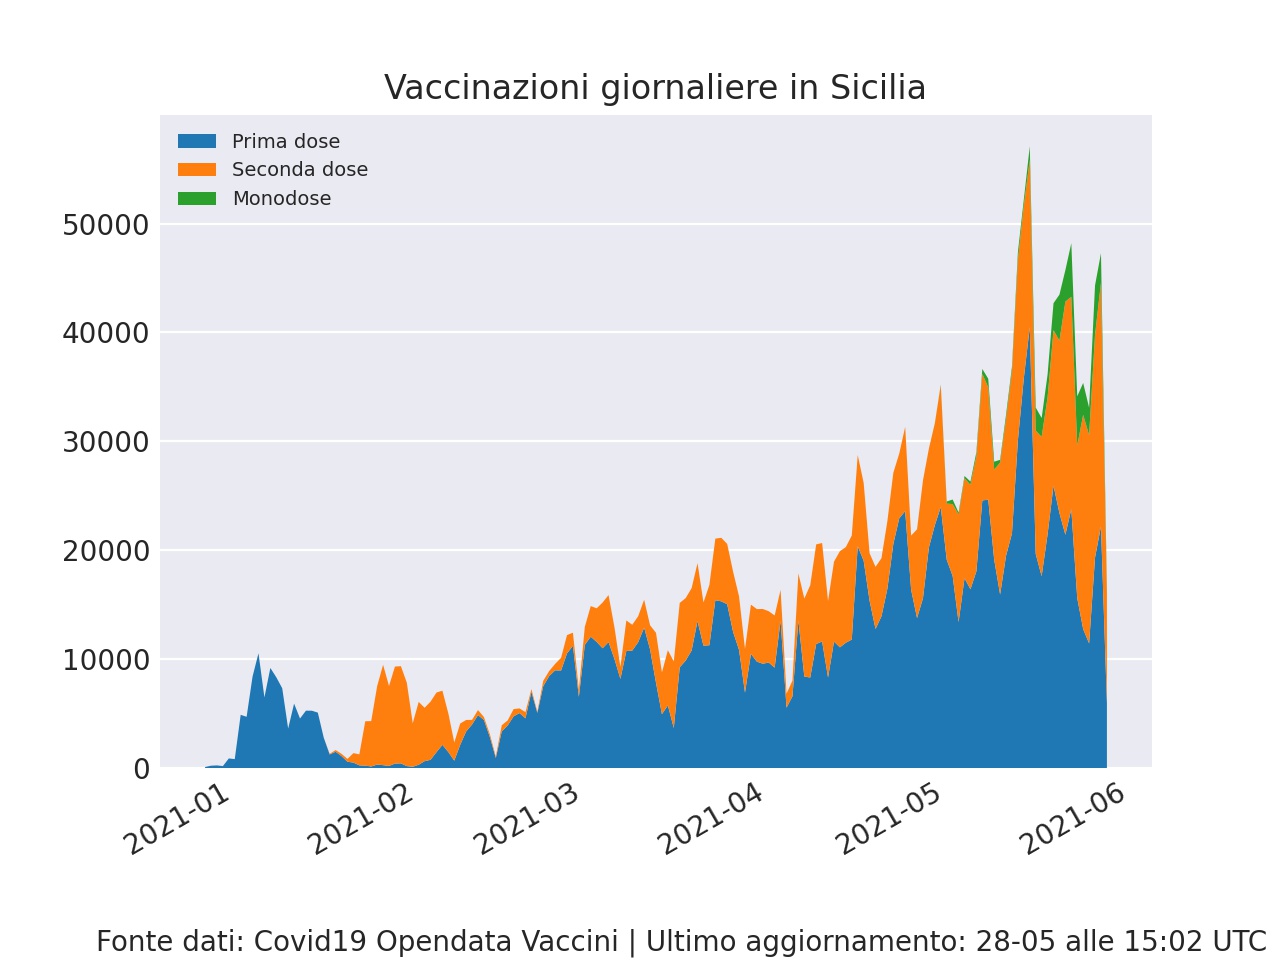 Vaccinazioni giornaliere in Sicilia
Prima dose
Seconda dose
Monodose
50000
40000
30000
20000
10000
0
2021-01
2021-02
2021-03
2021-04
2021-05
2021-06
Fonte dati: Covid19 Opendata Vaccini | Ultimo aggiornamento: 28-05 alle 15:02 UTC